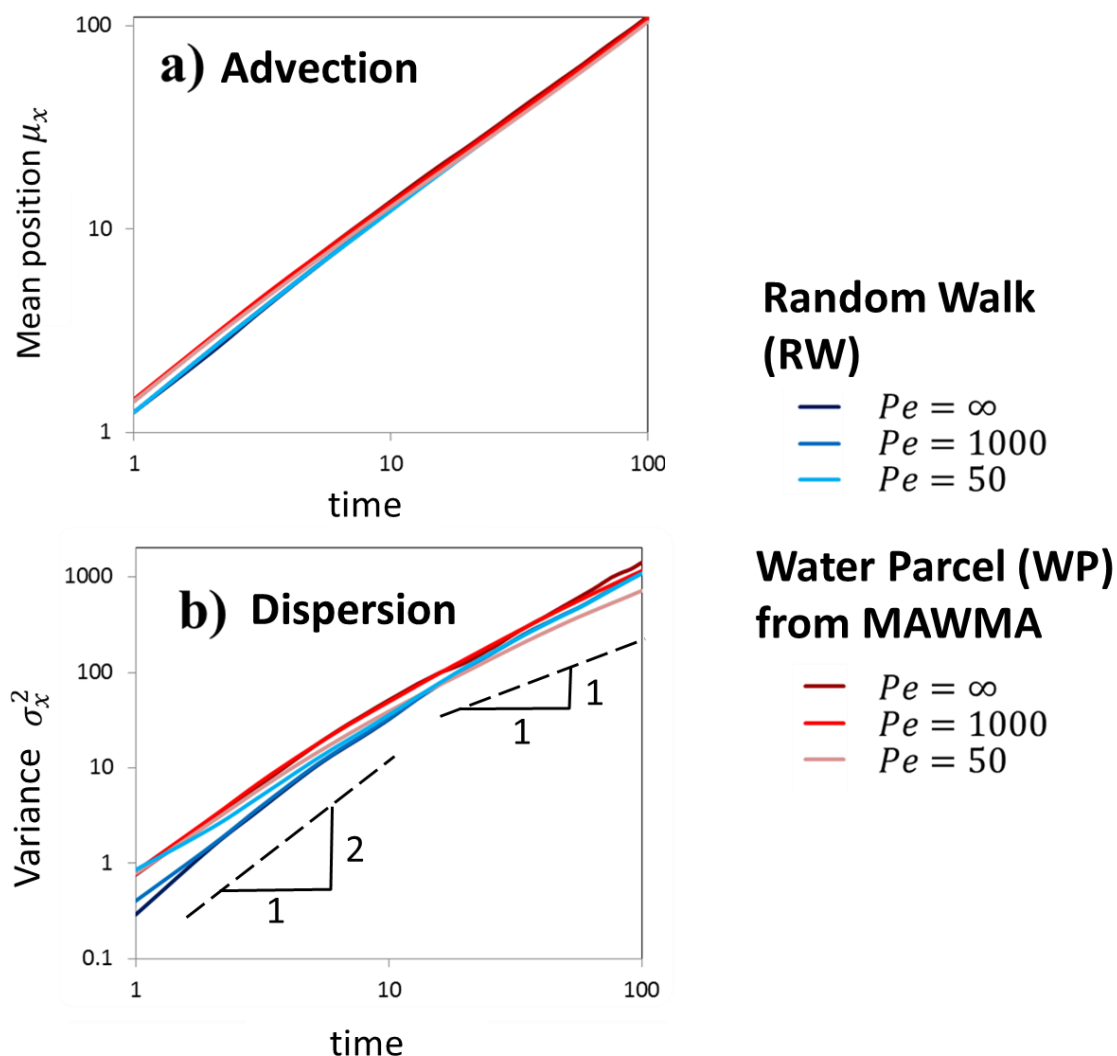 a) Advection
Mean position μₓ
100
10
1
1
10
100
time
b) Dispersion
Variance σₓ²
1000
100
10
1
0.1
1
10
100
time
2
1
1
1
Random Walk
(RW)
Pe = ∞
Pe = 1000
Pe = 50
Water Parcel (WP)
from MAWMA
Pe = ∞
Pe = 1000
Pe = 50